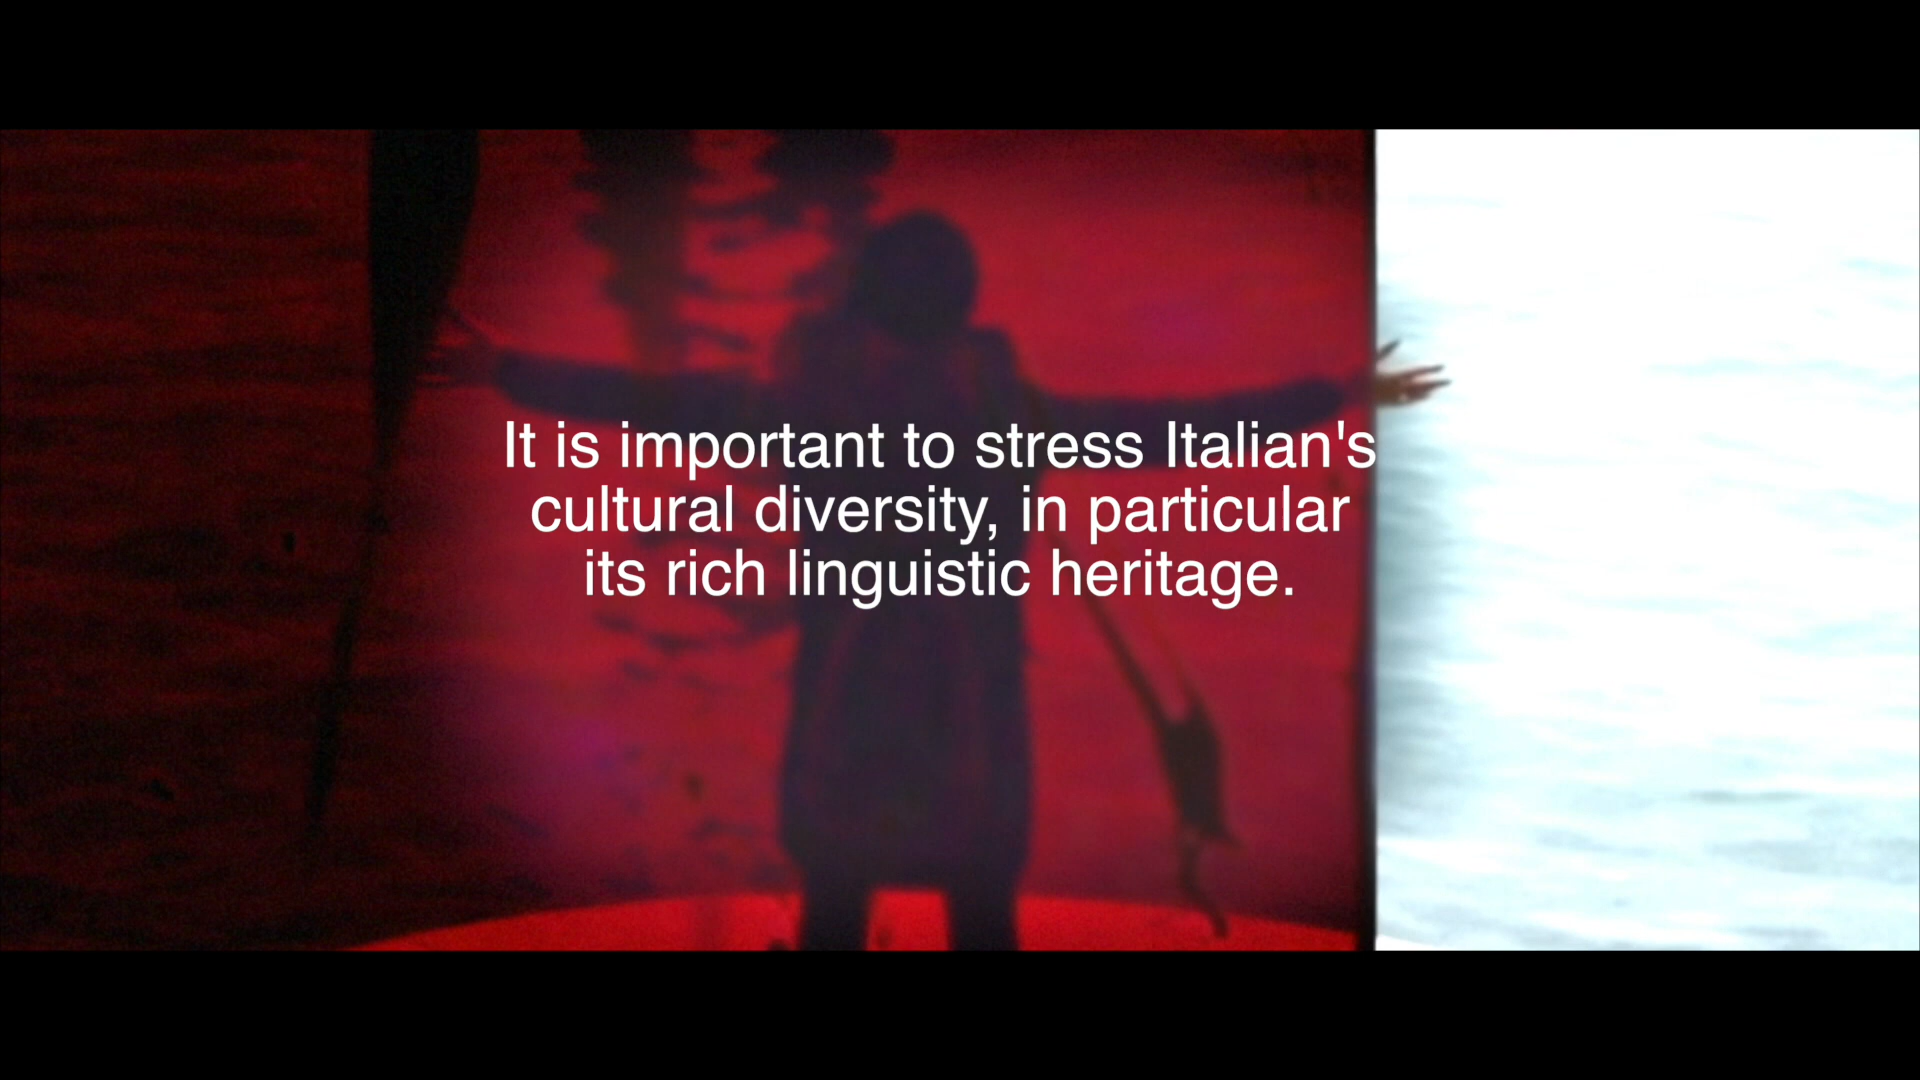 It is important to stress Italian's
cultural diversity, in particular
its rich linguistic heritage.